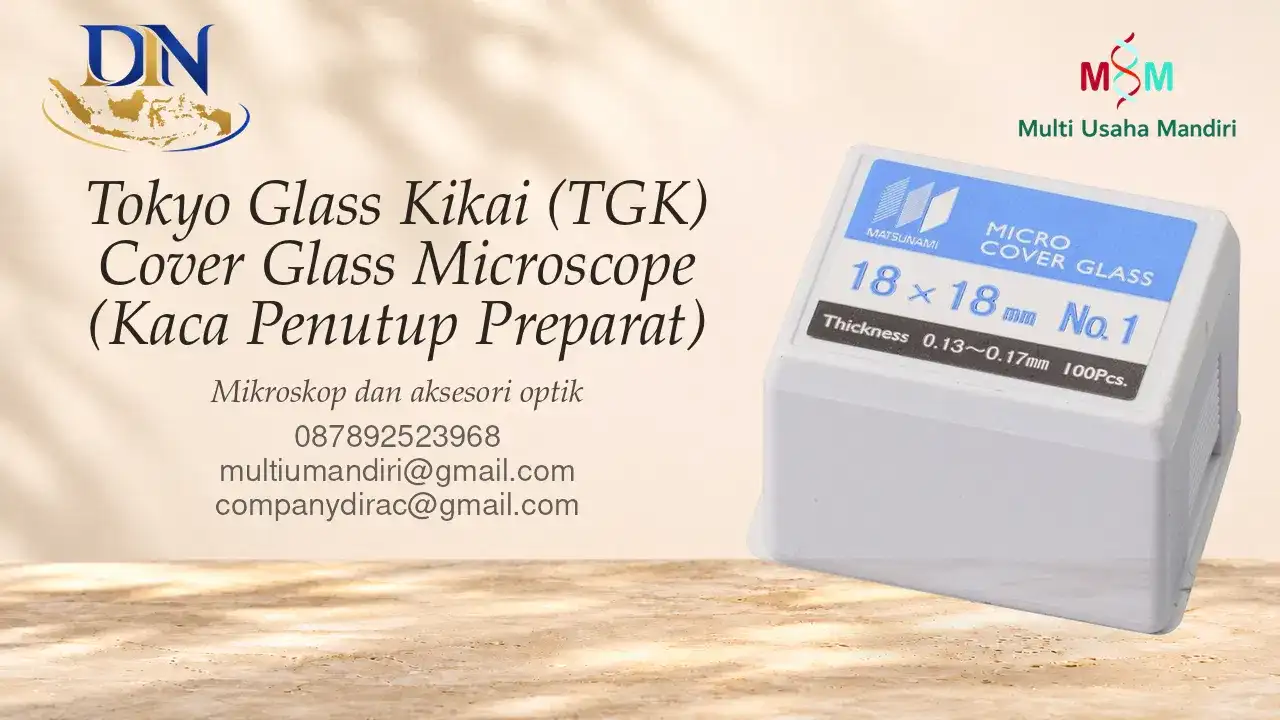 DIN
M M
Multi Usaha Mandiri
Tokyo Glass Kikai (TGK)
Cover Glass Microscope
(Kaca Penutup Preparat)
Mikroskop dan aksesori optik
087892523968
multiumandiri@gmail.com
companydirac@gmail.com
MATSUNAMI
MICRO
COVER GLASS
18 × 18 mm No. 1
Thickness 0.13~0.17mm 100Pcs.